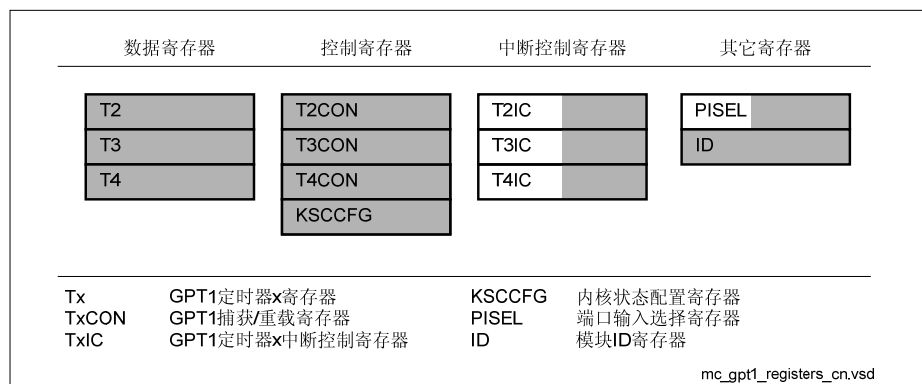 数据寄存器 控制寄存器 中断控制寄存器 其它寄存器
T2 T2CON T2IC PISEL
T3 T3CON T3IC ID
T4 T4CON T4IC
KSCCFG
Tx GPT1定时器x寄存器 KSCCFG 内核状态配置寄存器
TxCON GPT1捕获/重载寄存器 PISEL 端口输入选择寄存器
TxIC GPT1定时器x中断控制寄存器 ID 模块ID寄存器
mc_gpt1_registers_cn.vsd